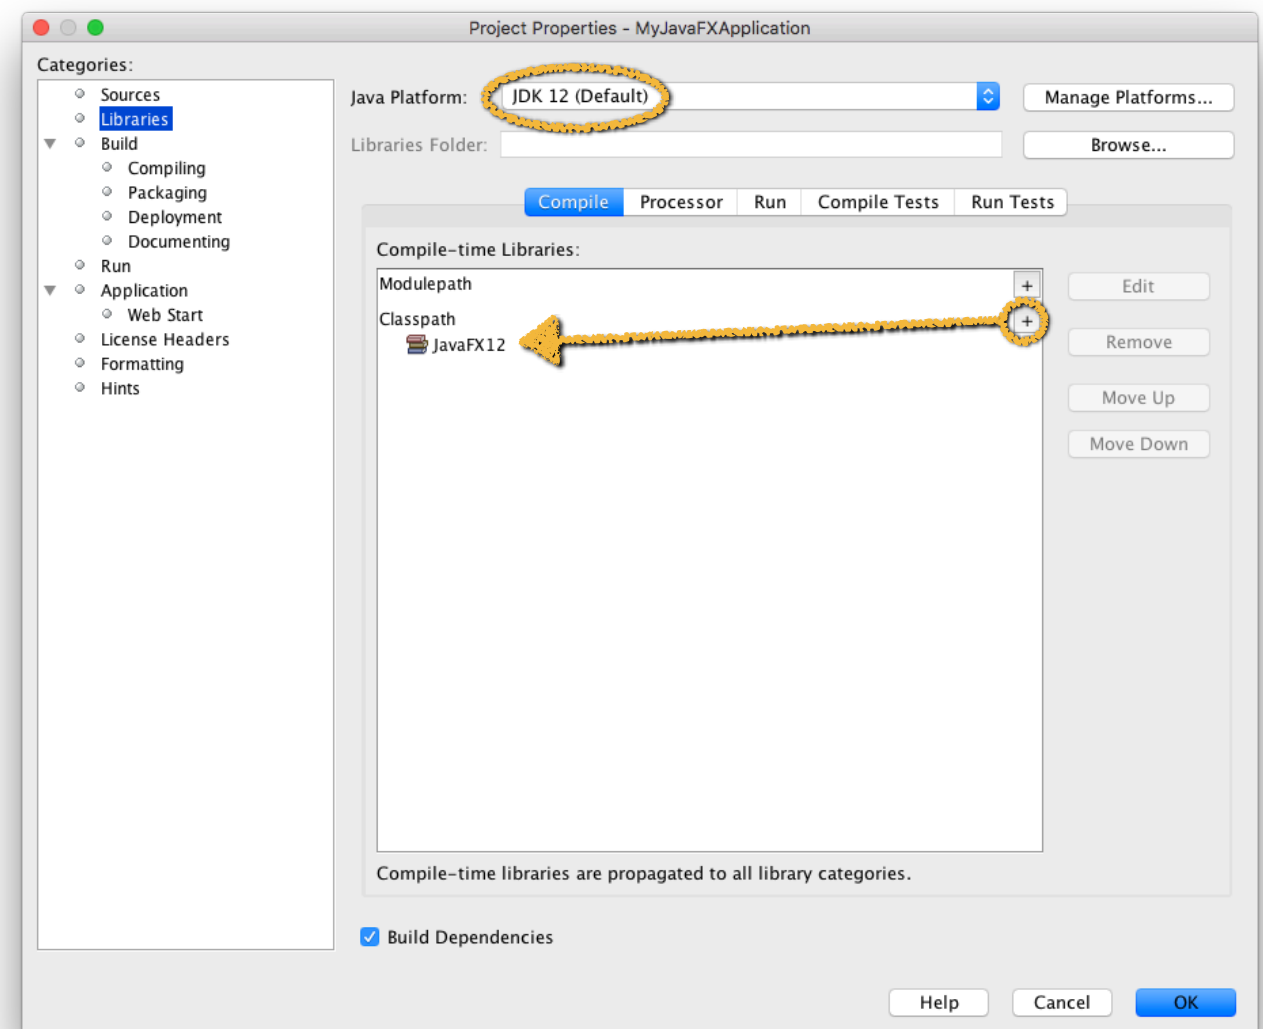 Project Properties - MyJavaFXApplication
Categories:
Sources
Libraries
Build
Compiling
Packaging
Deployment
Documenting
Run
Application
Web Start
License Headers
Formatting
Hints
Java Platform: JDK 12 (Default) Manage Platforms...
Libraries Folder: Browse...
Compile Processor Run Compile Tests Run Tests
Compile-time Libraries:
Modulepath + Edit
Classpath +
JavaFX12 Remove
Move Up
Move Down
Compile-time libraries are propagated to all library categories.
Build Dependencies
Help Cancel OK